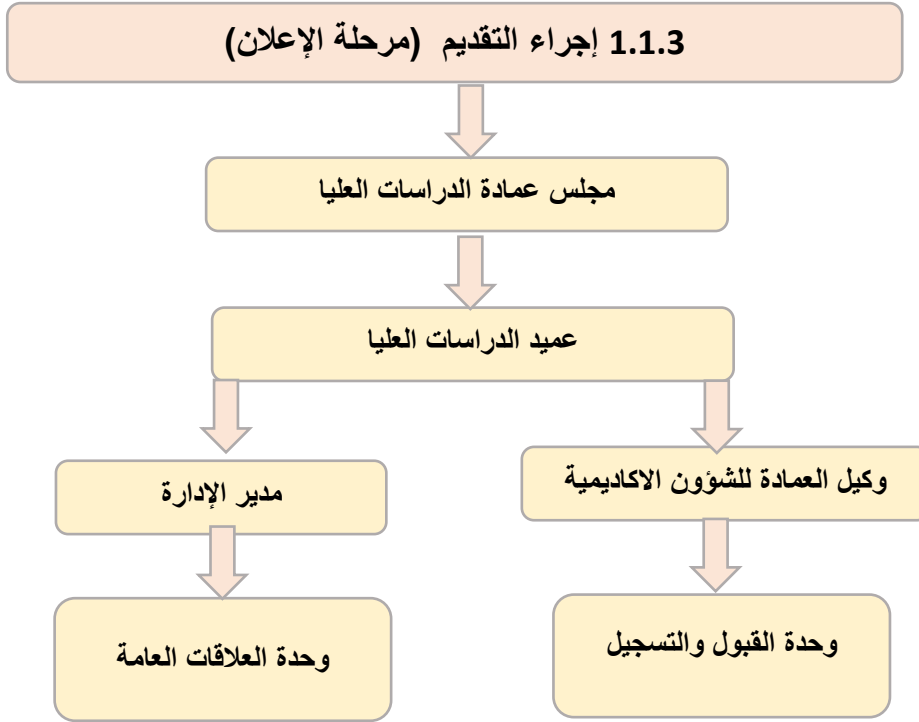 1.1.3 إجراء التقديم (مرحلة الإعلان)
مجلس عمادة الدراسات العليا
عميد الدراسات العليا
وكيل العمادة للشؤون الاكاديمية
مدير الإدارة
وحدة القبول والتسجيل
وحدة العلاقات العامة